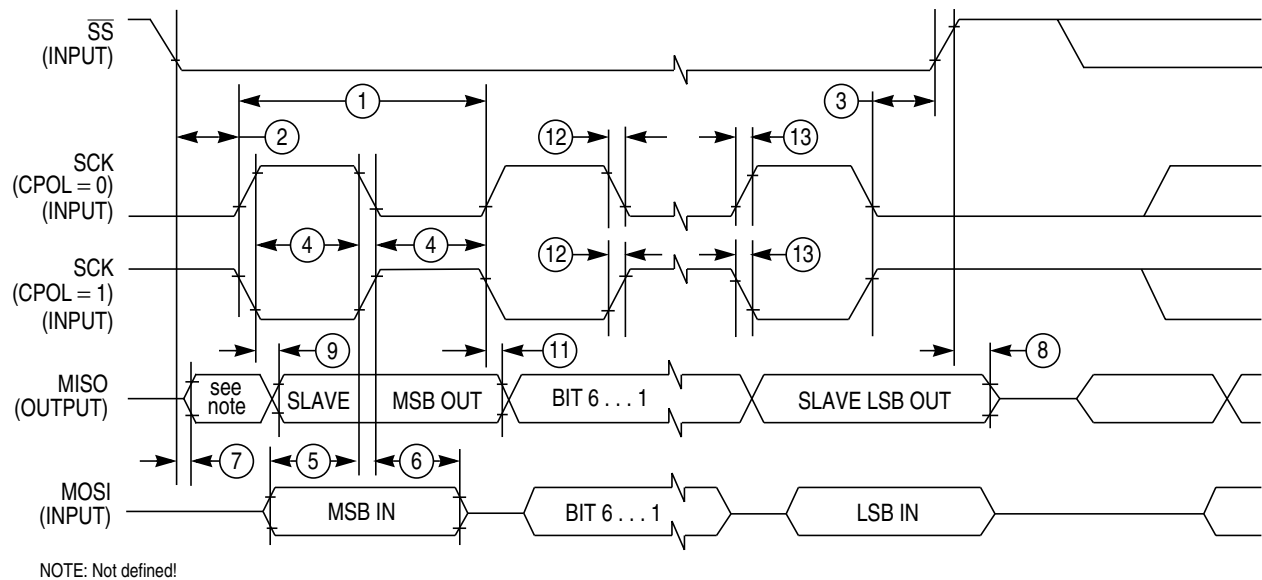 SS
(INPUT)
1
3
2
12
13
SCK
(CPOL = 0)
(INPUT)
4
4
12
13
SCK
(CPOL = 1)
(INPUT)
9
11
8
MISO
(OUTPUT)
see
note
SLAVE
MSB OUT
BIT 6 . . . 1
SLAVE LSB OUT
7
5
6
MOSI
(INPUT)
MSB IN
BIT 6 . . . 1
LSB IN
NOTE: Not defined!